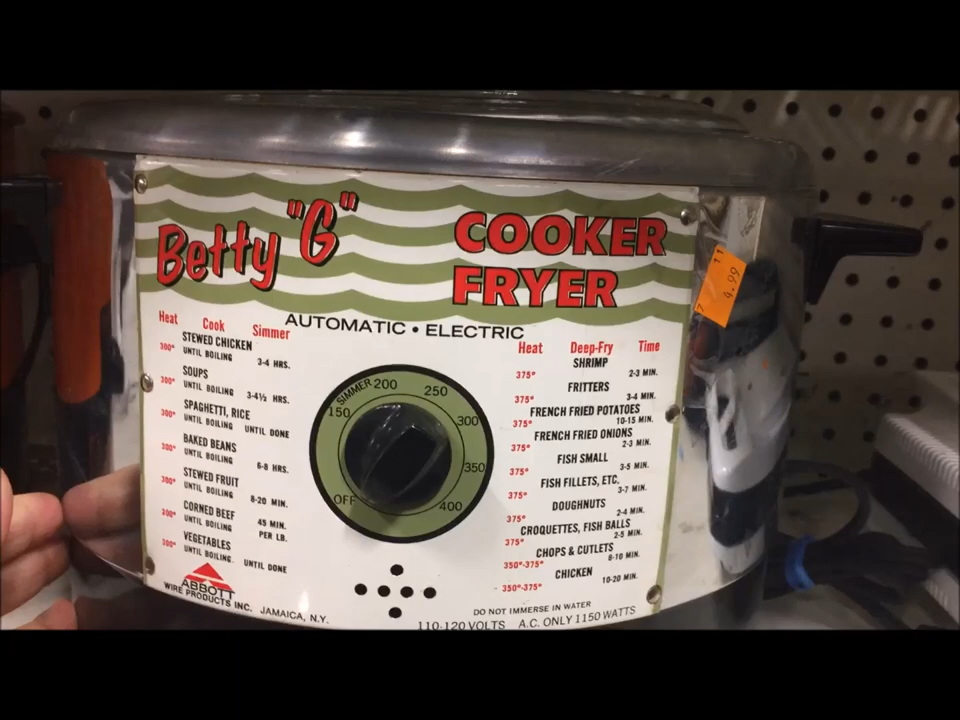 Betty "G"
COOKER
FRYER
AUTOMATIC • ELECTRIC
Heat Cook Simmer
STEWED CHICKEN
300° UNTIL BOILING 3-4 HRS.
SOUPS
300° UNTIL BOILING 3-4½ HRS.
SPAGHETTI, RICE
300° UNTIL BOILING UNTIL DONE
BAKED BEANS
300° UNTIL BOILING 6-8 HRS.
STEWED FRUIT
300° UNTIL BOILING 8-20 MIN.
CORNED BEEF
300° UNTIL BOILING 45 MIN. PER LB.
VEGETABLES
300° UNTIL BOILING UNTIL DONE
ABBOTT
WIRE PRODUCTS INC. JAMAICA, N.Y.
OFF
150
SIMMER
200
250
300
350
400
Heat Deep-Fry Time
SHRIMP
375° 2-3 MIN.
FRITTERS
375° 3-4 MIN.
FRENCH FRIED POTATOES
375° 10-15 MIN.
FRENCH FRIED ONIONS
375° 2-3 MIN.
FISH SMALL
375° 3-5 MIN.
FISH FILLETS, ETC.
375° 3-7 MIN.
DOUGHNUTS
375° 2-4 MIN.
CROQUETTES, FISH BALLS
375° 2-5 MIN.
CHOPS & CUTLETS
350°-375° 8-10 MIN.
CHICKEN
350°-375° 10-20 MIN.
DO NOT IMMERSE IN WATER
110-120 VOLTS A.C. ONLY 1150 WATTS
7 11
4.99